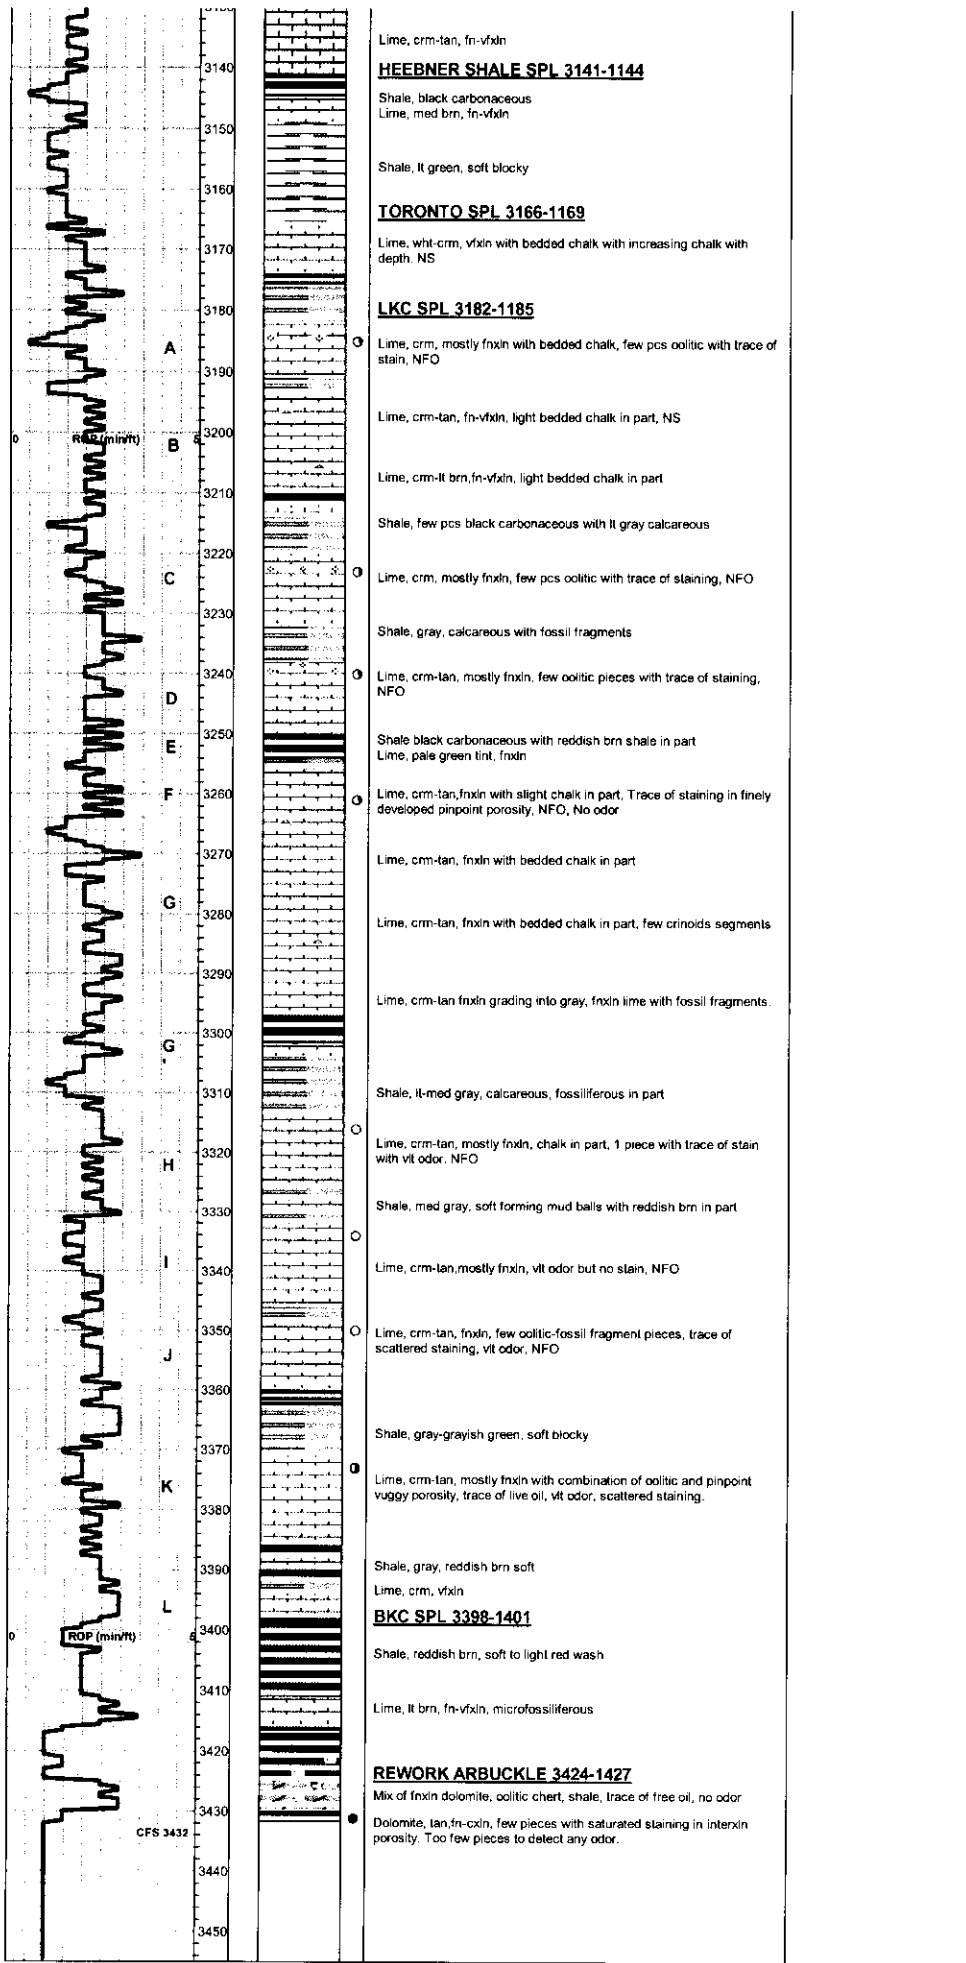 Lime, crm-tan, fn-vfxln
3140
HEEBNER SHALE SPL 3141-1144
Shale, black carbonaceous
Lime, med brn, fn-vfxln
3150
Shale, lt green, soft blocky
3160
TORONTO SPL 3166-1169
Lime, wht-crm, vfxln with bedded chalk with increasing chalk with
depth. NS
3170
3180
LKC SPL 3182-1185
A
Lime, crm, mostly fnxln with bedded chalk, few pcs oolitic with trace of
stain, NFO
3190
Lime, crm-tan, fn-vfxln, light bedded chalk in part, NS
3200
0 ROP (min/ft) 5
B
Lime, crm-lt brn,fn-vfxln, light bedded chalk in part
3210
Shale, few pcs black carbonaceous with lt gray calcareous
3220
C
Lime, crm, mostly fnxln, few pcs oolitic with trace of staining, NFO
3230
Shale, gray, calcareous with fossil fragments
3240
Lime, crm-tan, mostly fnxln, few oolitic pieces with trace of staining,
NFO
D
3250
E
Shale black carbonaceous with reddish brn shale in part
Lime, pale green tint, fnxln
3260
F
Lime, crm-tan,fnxln with slight chalk in part, Trace of staining in finely
developed pinpoint porosity, NFO, No odor
3270
Lime, crm-tan, fnxln with bedded chalk in part
G
3280
Lime, crm-tan, fnxln with bedded chalk in part, few crinoids segments
3290
Lime, crm-tan fnxln grading into gray, fnxln lime with fossil fragments.
3300
G
3310
Shale, lt-med gray, calcareous, fossiliferous in part
3320
H
Lime, crm-tan, mostly fnxln, chalk in part, 1 piece with trace of stain
with vlt odor. NFO
3330
Shale, med gray, soft forming mud balls with reddish brn in part
I
3340
Lime, crm-tan,mostly fnxln, vlt odor but no stain, NFO
3350
Lime, crm-tan, fnxln, few oolitic-fossil fragment pieces, trace of
scattered staining, vlt odor, NFO
J
3360
3370
Shale, gray-grayish green, soft blocky
K
Lime, crm-tan, mostly fnxln with combination of oolitic and pinpoint
vuggy porosity, trace of live oil, vlt odor, scattered staining.
3380
3390
Shale, gray, reddish brn soft
Lime, crm, vfxln
L
BKC SPL 3398-1401
3400
0 ROP (min/ft) 5
Shale, reddish brn, soft to light red wash
3410
Lime, lt brn, fn-vfxln, microfossiliferous
3420
REWORK ARBUCKLE 3424-1427
Mix of fnxln dolomite, oolitic chert, shale, trace of free oil, no odor
3430
CFS 3432
Dolomite, tan,fn-cxln, few pieces with saturated staining in interxln
porosity. Too few pieces to detect any odor.
3440
3450